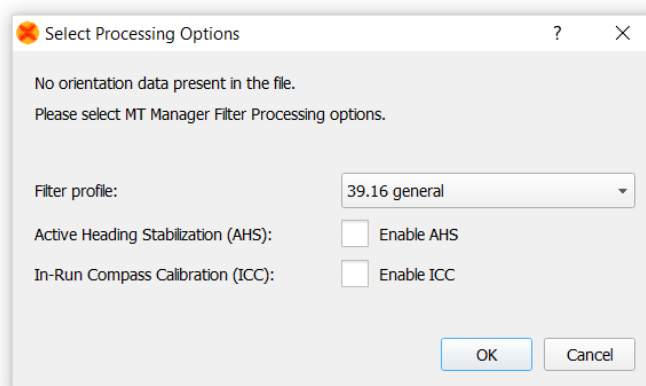 Select Processing Options
?
No orientation data present in the file.
Please select MT Manager Filter Processing options.
Filter profile:
39.16 general
Active Heading Stabilization (AHS):
Enable AHS
In-Run Compass Calibration (ICC):
Enable ICC
OK
Cancel